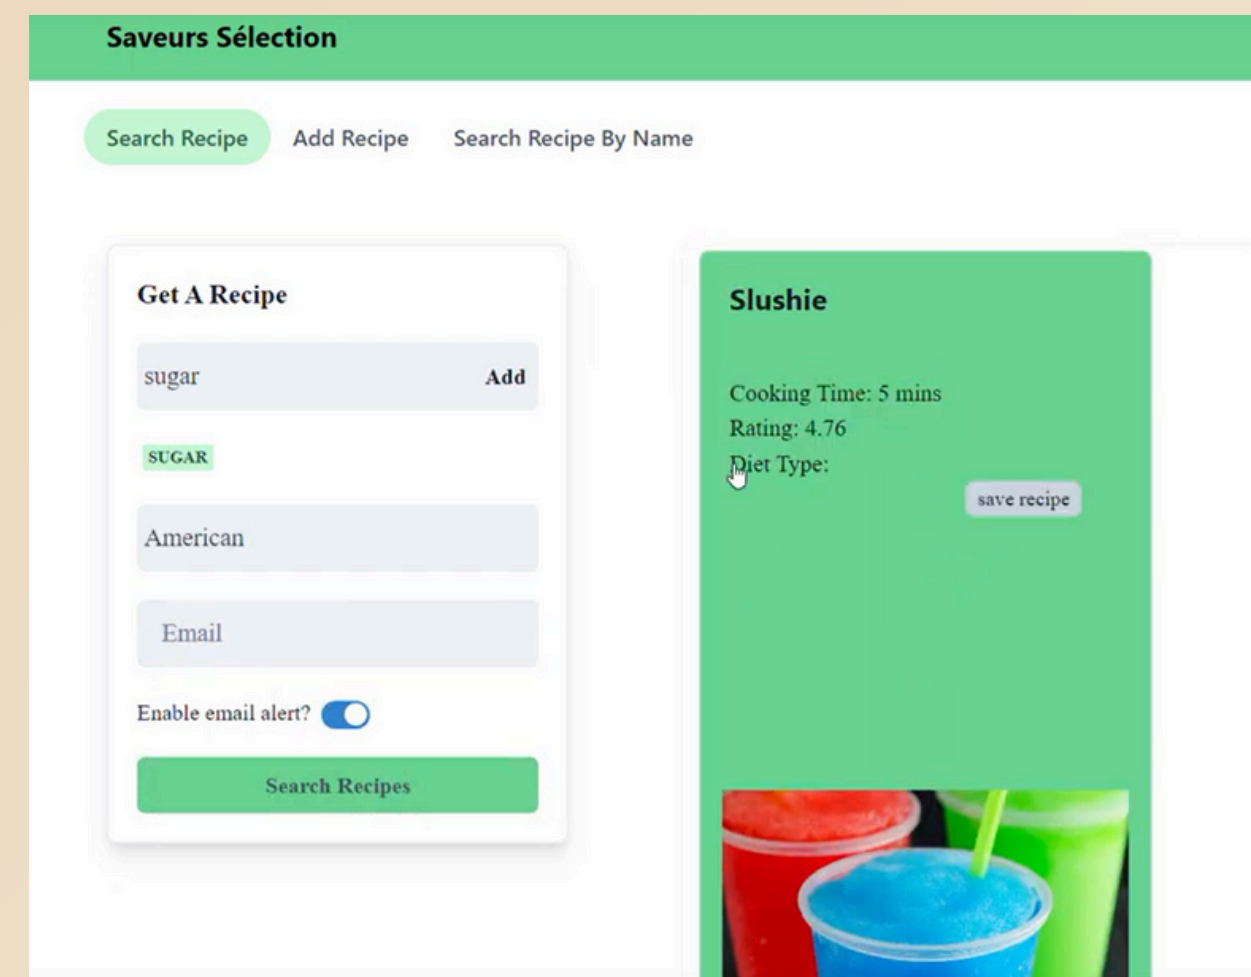 Saveurs Sélection
Search Recipe Add Recipe Search Recipe By Name
Get A Recipe
sugar Add
SUGAR
American
Email
Enable email alert?
Search Recipes
Slushie
Cooking Time: 5 mins
Rating: 4.76
Diet Type:
save recipe